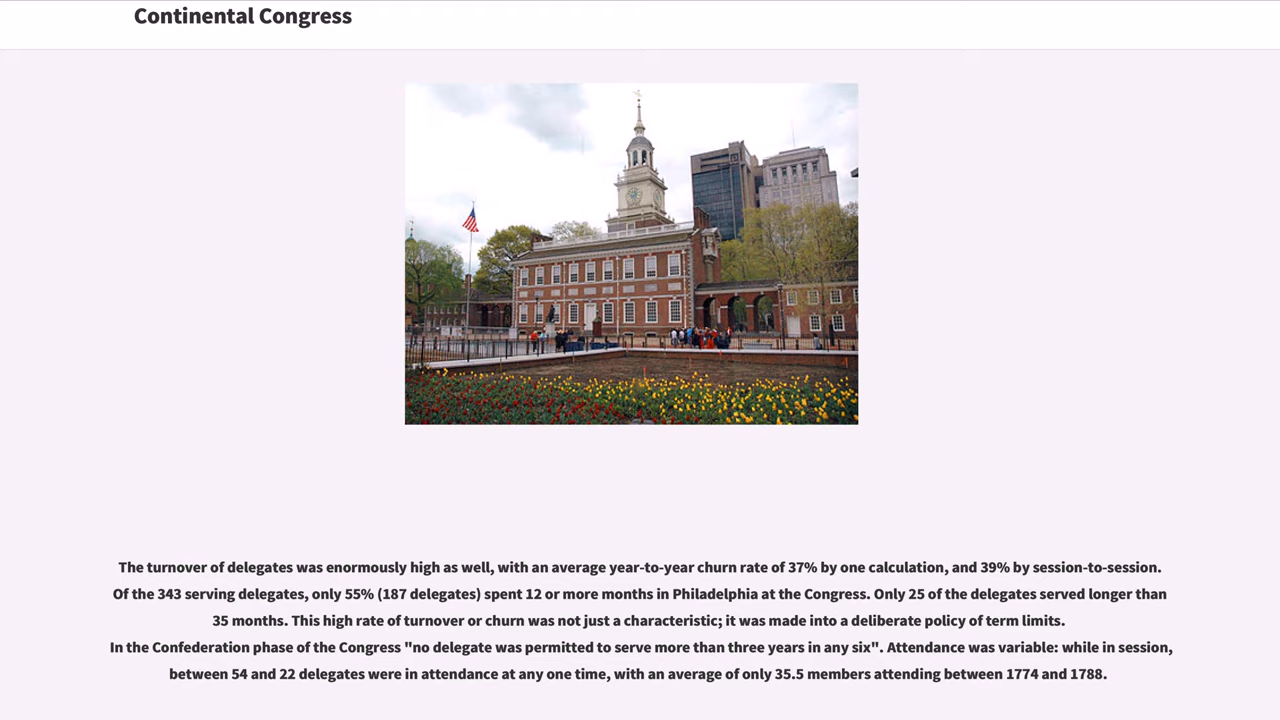 Continental Congress
The turnover of delegates was enormously high as well, with an average year-to-year churn rate of 37% by one calculation, and 39% by session-to-session.
Of the 343 serving delegates, only 55% (187 delegates) spent 12 or more months in Philadelphia at the Congress. Only 25 of the delegates served longer than
35 months. This high rate of turnover or churn was not just a characteristic; it was made into a deliberate policy of term limits.
In the Confederation phase of the Congress "no delegate was permitted to serve more than three years in any six". Attendance was variable: while in session,
between 54 and 22 delegates were in attendance at any one time, with an average of only 35.5 members attending between 1774 and 1788.